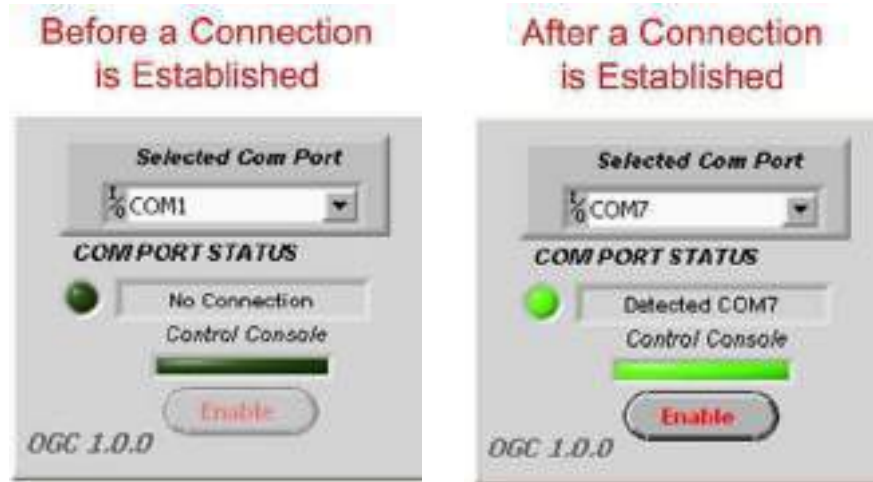 Before a Connection
is Established
Selected Com Port
I/O COM1
COM PORT STATUS
No Connection
Control Console
Enable
OGC 1.0.0
After a Connection
is Established
Selected Com Port
I/O COM7
COM PORT STATUS
Detected COM7
Control Console
Enable
OGC 1.0.0